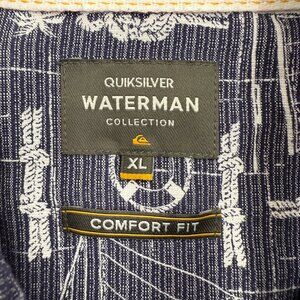 QUIKSILVER
WATERMAN
COLLECTION
XL
COMFORT FIT